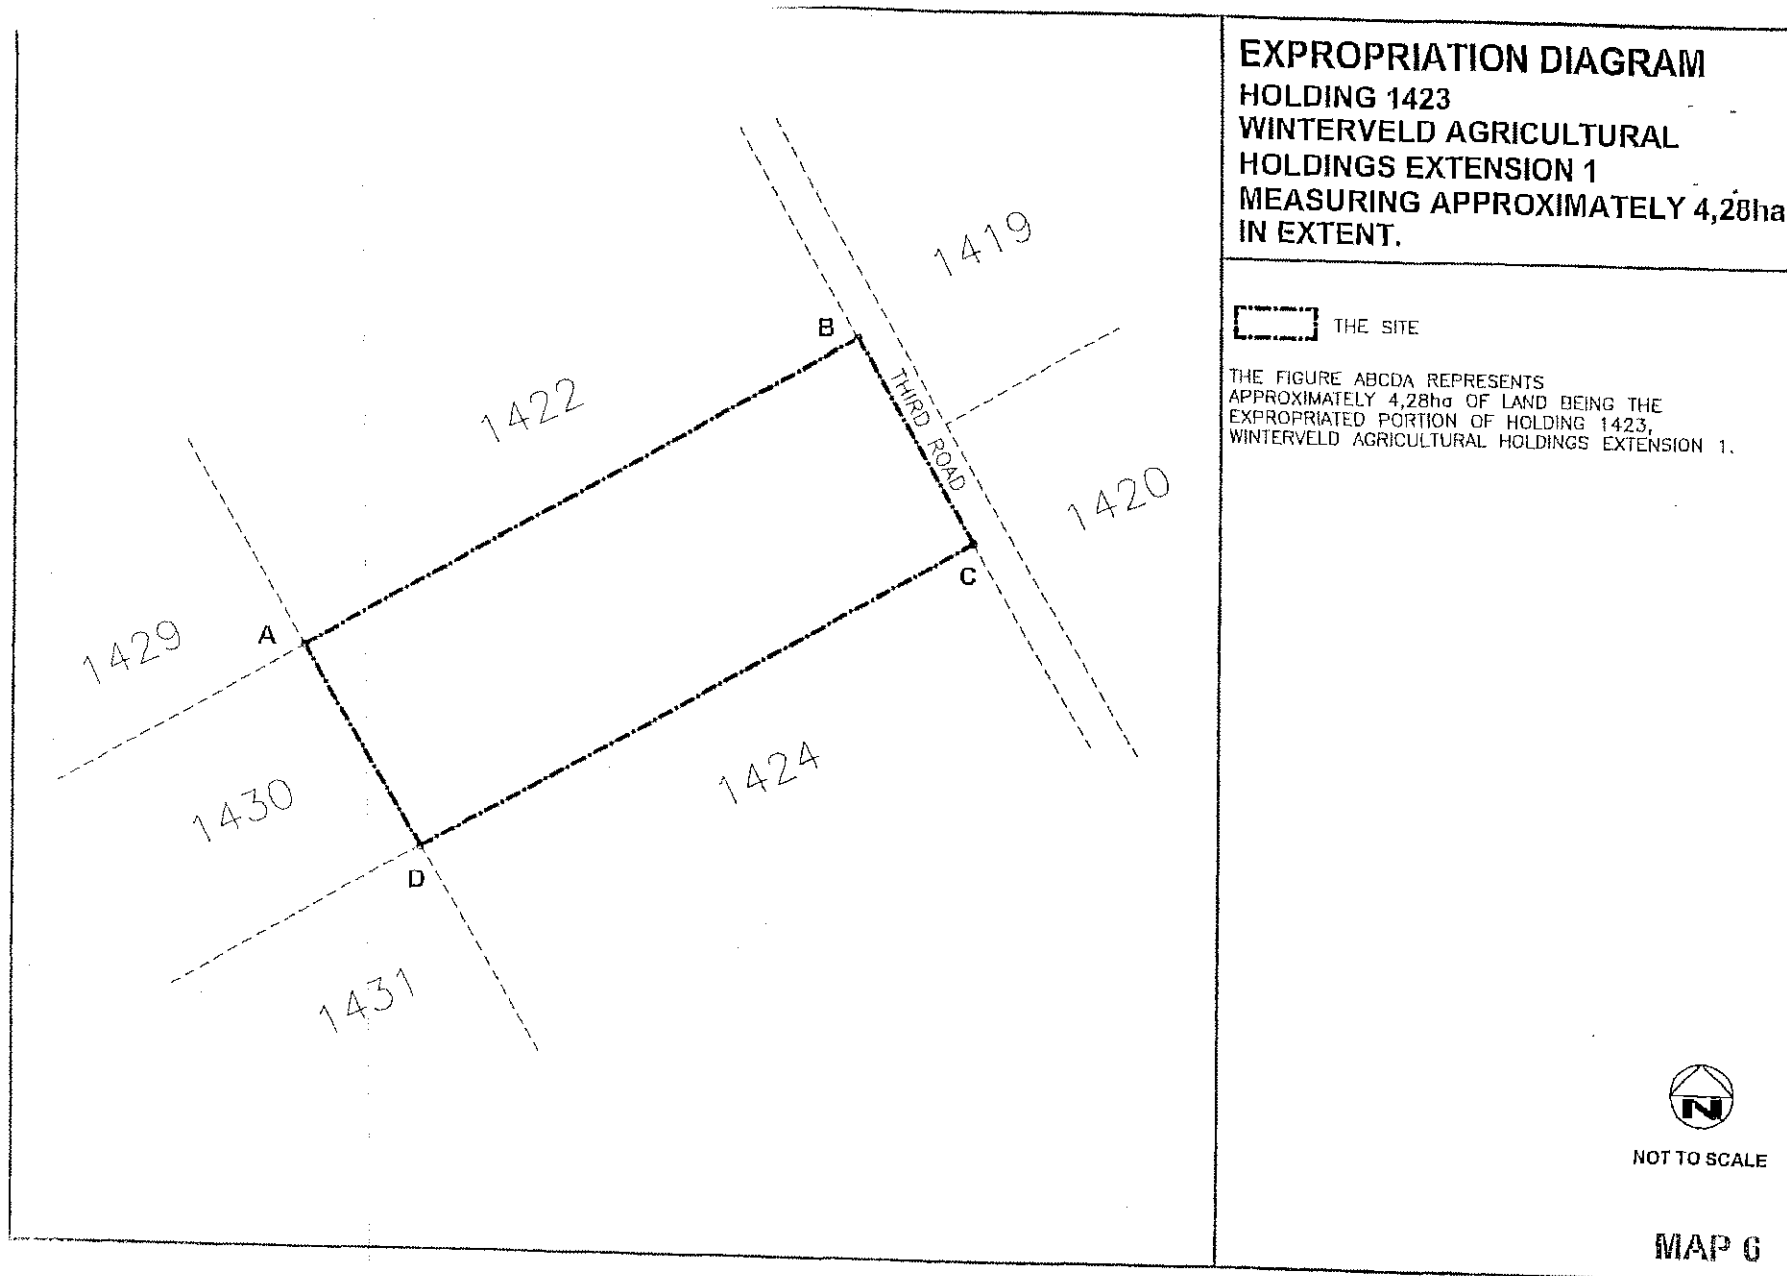 EXPROPRIATION DIAGRAM
HOLDING 1423
WINTERVELD AGRICULTURAL
HOLDINGS EXTENSION 1
MEASURING APPROXIMATELY 4,28ha
IN EXTENT.
THE SITE
THE FIGURE ABCDA REPRESENTS
APPROXIMATELY 4,28ha OF LAND BEING THE
EXPROPRIATED PORTION OF HOLDING 1423,
WINTERVELD AGRICULTURAL HOLDINGS EXTENSION 1.
1419
B
1422
THIRD ROAD
1420
C
A
1429
1424
1430
D
1431
N
NOT TO SCALE
MAP 6